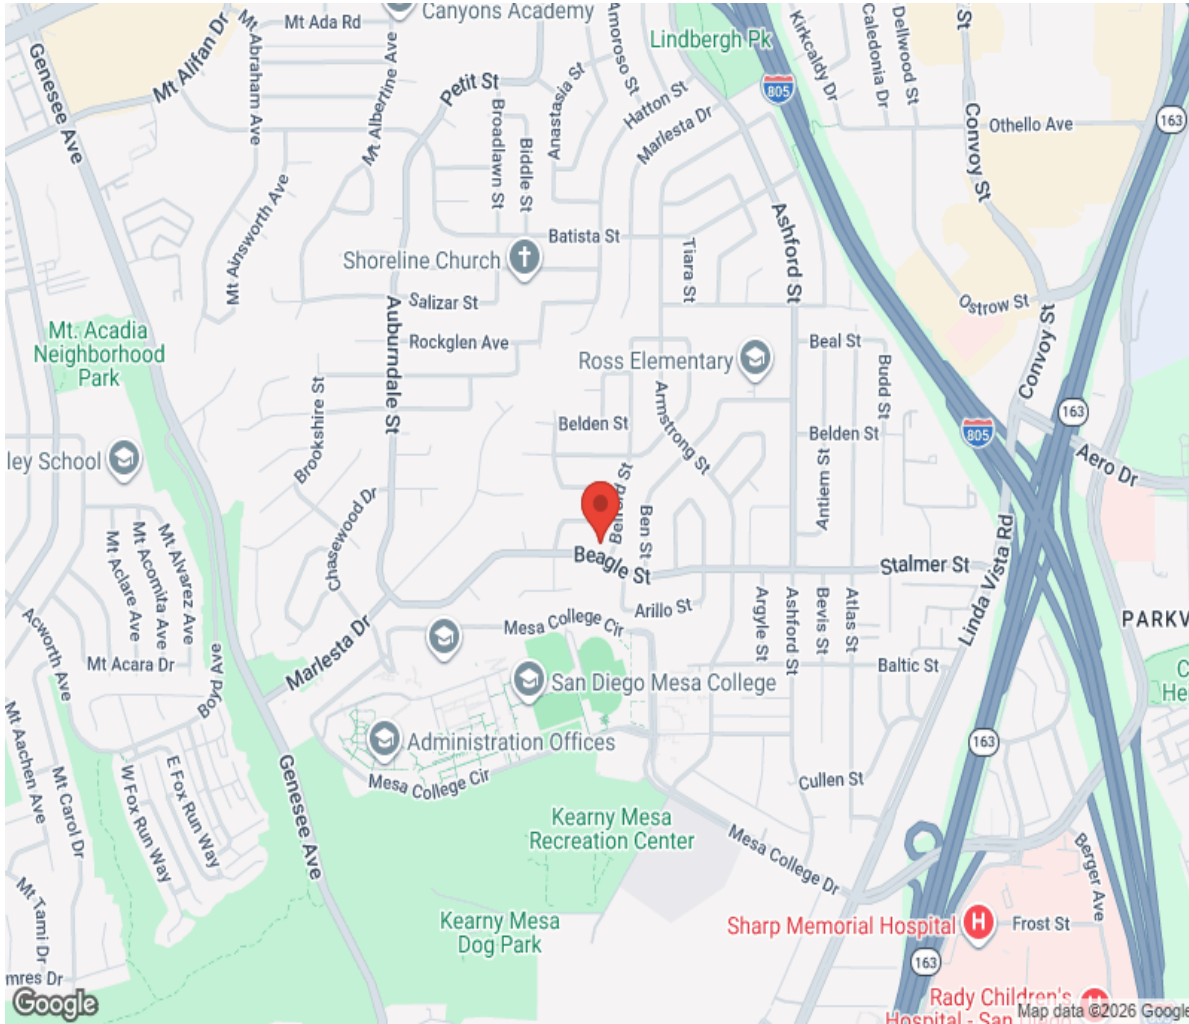 Canyons Academy
Mt Ada Rd
Mt Alifan Dr
Mt Abraham Ave
Mt Albertine Ave
Genesee Ave
Petit St
Broadlawn St
Biddle St
Anastasia St
Amoroso St
Hatton St
Marlesta Dr
Lindbergh Pk
805
Kirkcaldy Dr
Caledonia Dr
Dellwood St
St
Convoy St
Othello Ave
163
Mt Ainsworth Ave
Batista St
Shoreline Church
Salizar St
Rockglen Ave
Tiara St
Ashford St
Ostrow St
Convoy St
Mt. Acadia
Neighborhood
Park
Auburndale St
Brookshire St
Ross Elementary
Beal St
Budd St
Armstrong St
Belden St
Belden St
Antiem St
805
163
Aero Dr
ley School
Chasewood Dr
Ben St
Beagle St
Stalmer St
Linda Vista Rd
Mt Alvarez Ave
Mt Acomita Ave
Mt Aclare Ave
Acworth Ave
Mt Acara Dr
Boyd Ave
Marlesta Dr
Mesa College Cir
Arillo St
Argyle St
Ashford St
Bevis St
Atlas St
Baltic St
PARKV
C
He
San Diego Mesa College
Administration Offices
Mesa College Cir
163
Cullen St
Mt Aachen Ave
Mt Carol Dr
W Fox Run Way
E Fox Run Way
Genesee Ave
Kearny Mesa
Recreation Center
Mesa College Dr
Berger Ave
Mt Tami Dr
Kearny Mesa
Dog Park
Sharp Memorial Hospital
H
Frost St
163
mres Dr
Rady Children's
Hospital - San
H
Google
Map data ©2026 Google